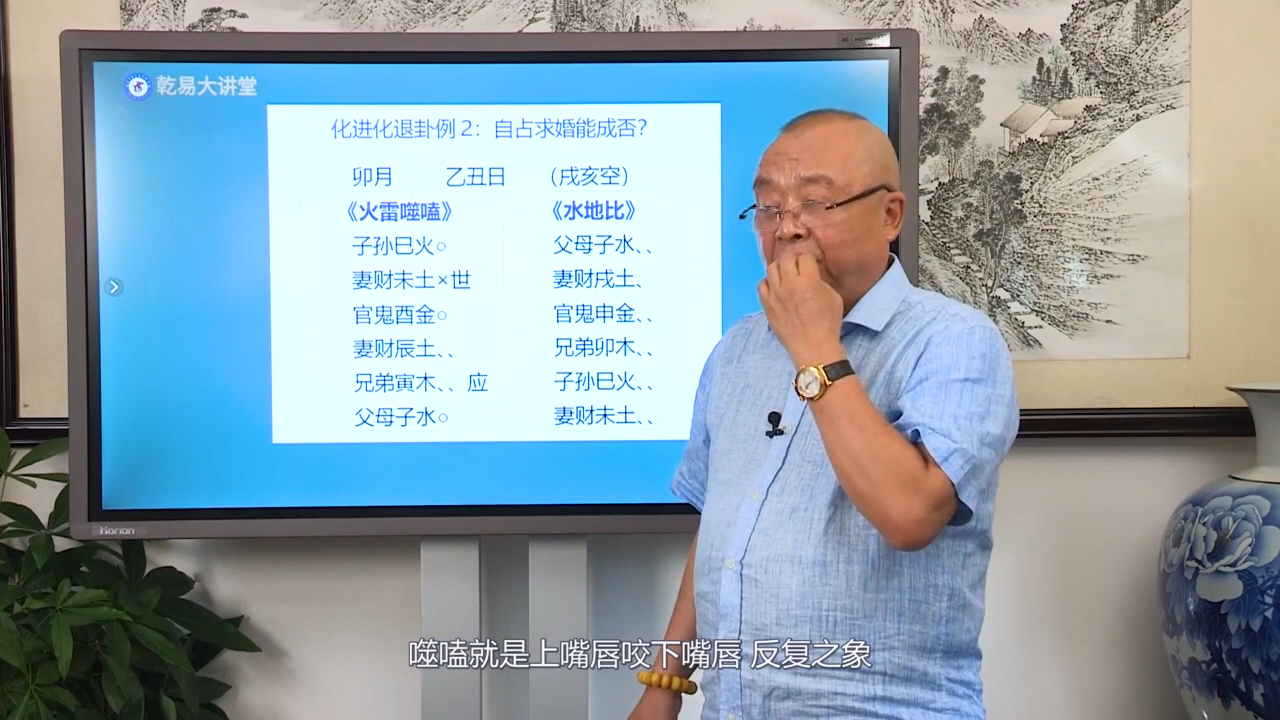 乾易大讲堂
化进化退卦例2：自占求婚能成否？
卯月 乙丑日 （戌亥空）
《火雷噬嗑》 《水地比》
子孙巳火○ 父母子水、、
妻财未土×世 妻财戌土、
官鬼酉金○ 官鬼申金、、
妻财辰土、、 兄弟卯木、、
兄弟寅木、、应 子孙巳火、、
父母子水○ 妻财未土、、
Horion
噬嗑就是上嘴唇咬下嘴唇 反复之象